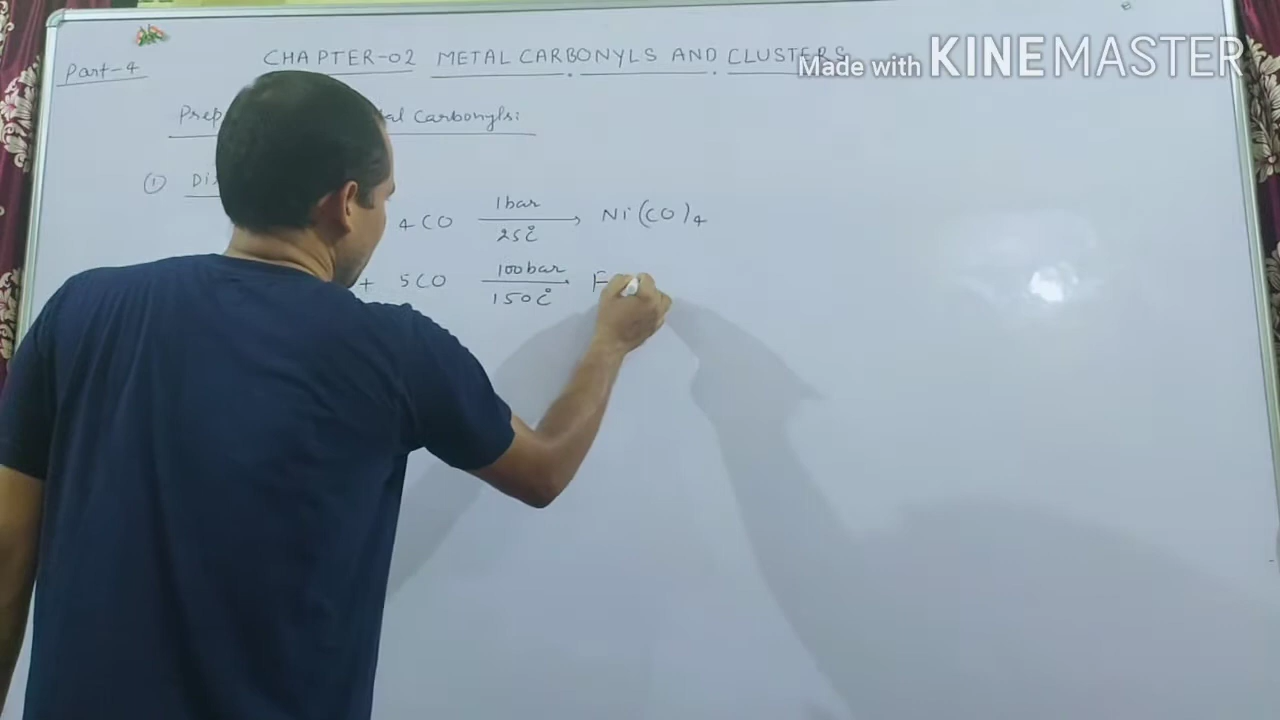 Part-4
CHAPTER-02 METAL CARBONYLS AND CLUSTERS
Made with KINEMASTER
Prep al Carbonyls:
① Di
4CO 1bar 25°C Ni(CO)4
+ 5CO 100bar 150°C F